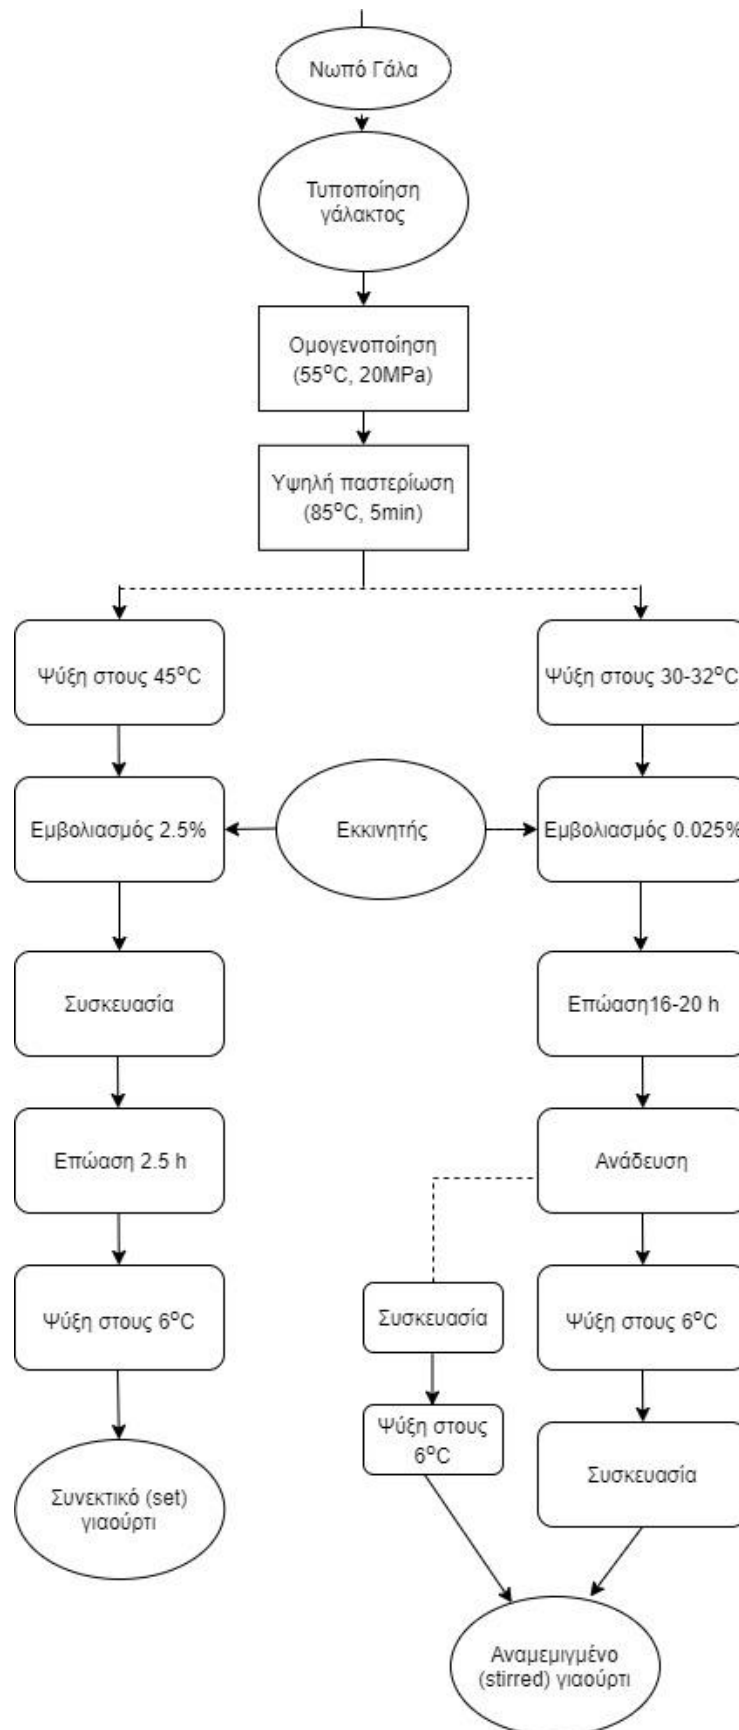 Νωπό Γάλα
Τυποποίηση
γάλακτος
Ομογενοποίηση
(55°C, 20MPa)
Υψηλή παστερίωση
(85°C, 5min)
Ψύξη στους 45°C
Ψύξη στους 30-32°C
Εμβολιασμός 2.5%
Εκκινητής
Εμβολιασμός 0.025%
Συσκευασία
Επώαση16-20 h
Επώαση 2.5 h
Ανάδευση
Ψύξη στους 6°C
Συσκευασία
Ψύξη στους 6°C
Ψύξη στους
6°C
Συσκευασία
Συνεκτικό (set)
γιαούρτι
Αναμεμιγμένο
(stirred) γιαούρτι